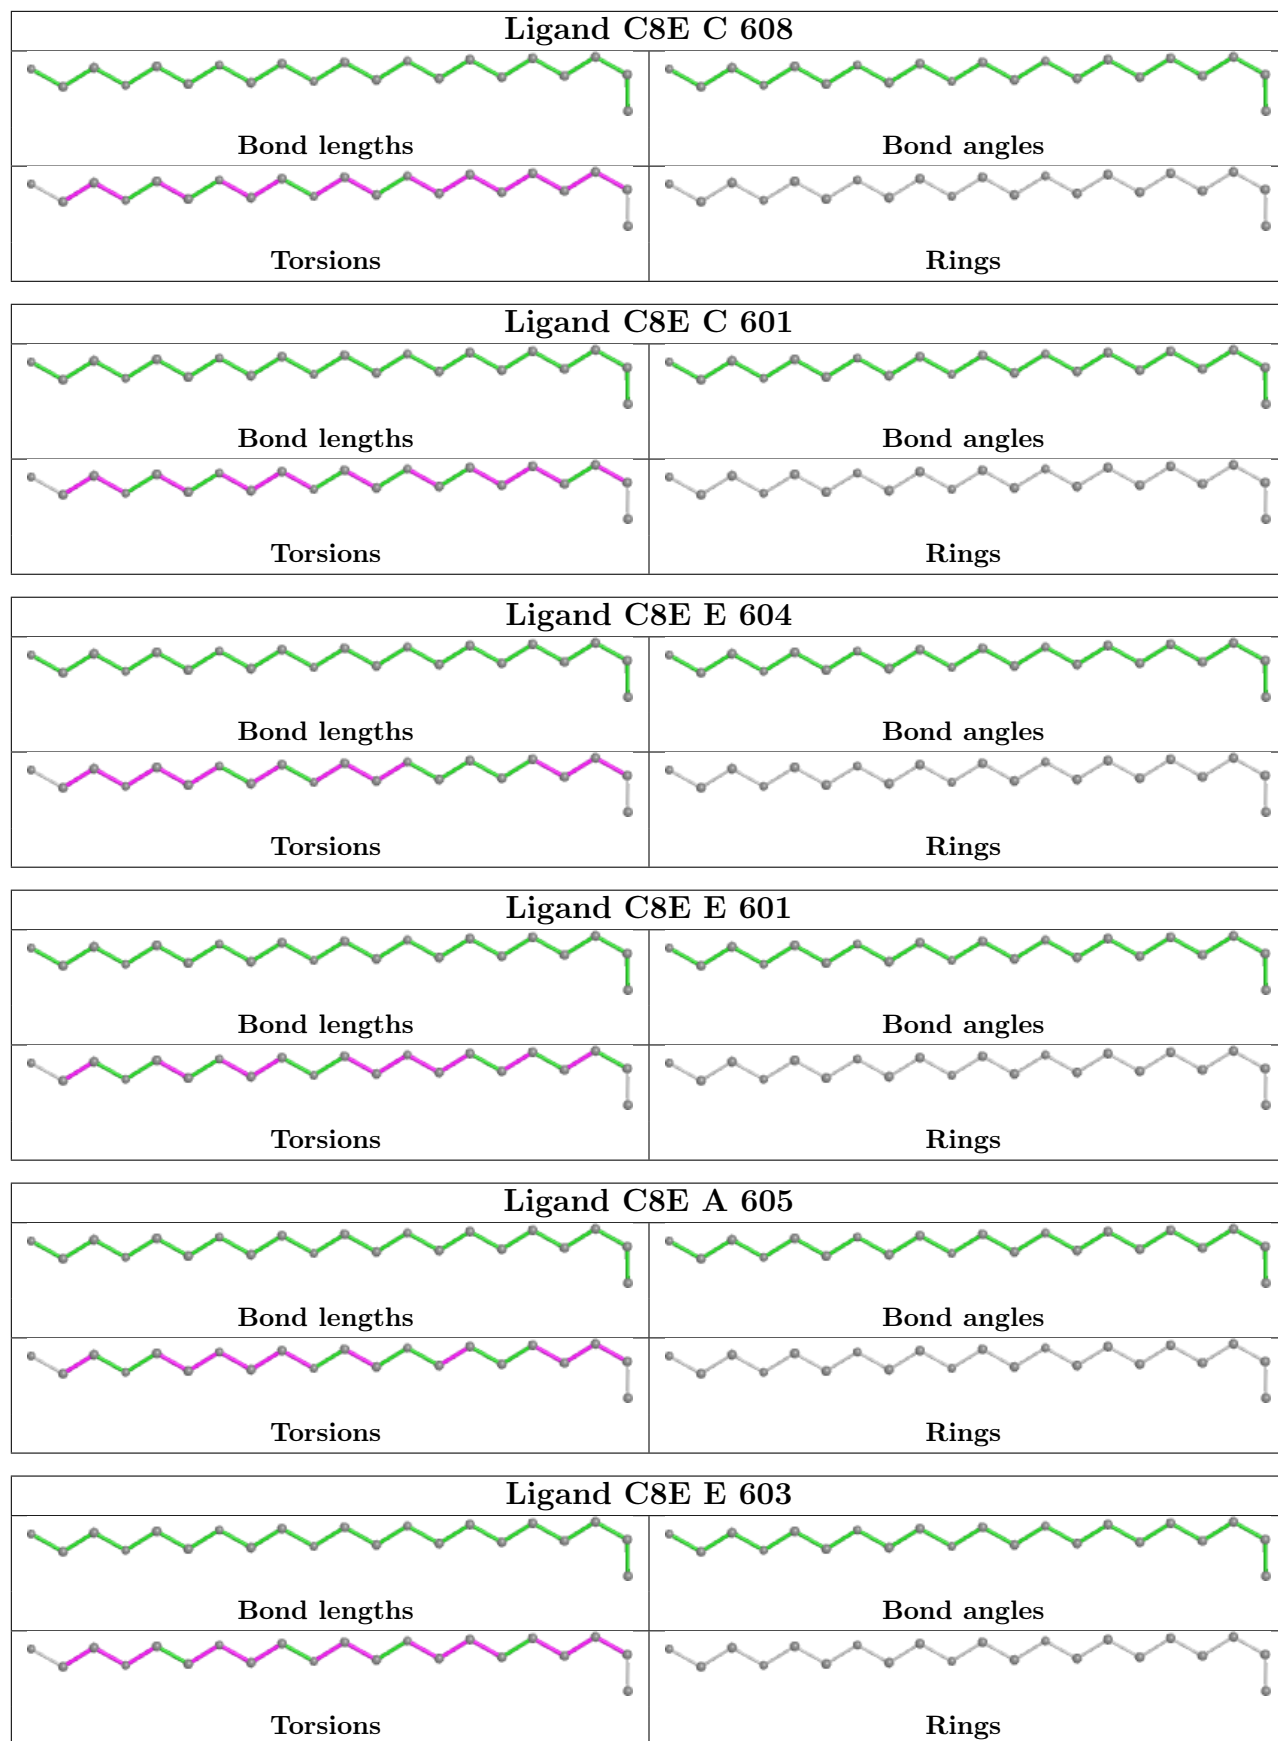 Ligand C8E C 608
Bond lengths Bond angles
Torsions Rings
Ligand C8E C 601
Bond lengths Bond angles
Torsions Rings
Ligand C8E E 604
Bond lengths Bond angles
Torsions Rings
Ligand C8E E 601
Bond lengths Bond angles
Torsions Rings
Ligand C8E A 605
Bond lengths Bond angles
Torsions Rings
Ligand C8E E 603
Bond lengths Bond angles
Torsions Rings